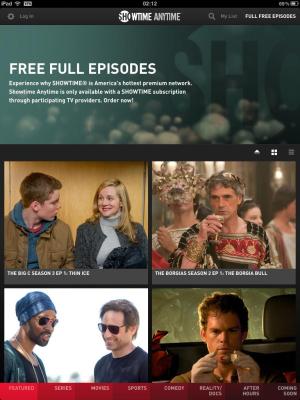 iPad
VPN
02:12
69%
Log in
SHOWTIME ANYTIME
My List
FULL FREE EPISODES
FREE FULL EPISODES
Experience why SHOWTIME® is America's hottest premium network.
Showtime Anytime is only available with a SHOWTIME subscription
through participating TV providers. Order now!
THE BIG C SEASON 3 EP 1: THIN ICE
THE BORGIAS SEASON 2 EP 1: THE BORGIA BULL
FEATURED
SERIES
MOVIES
SPORTS
COMEDY
REALITY/
DOCS
AFTER
HOURS
COMING
SOON